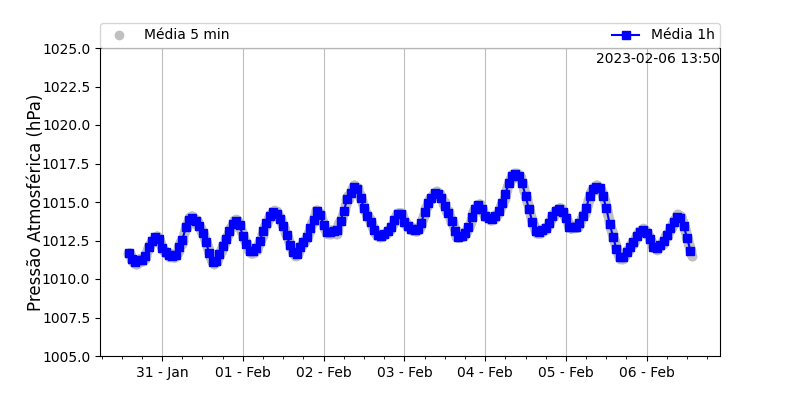 Média 5 min
Média 1h
2023-02-06 13:50
Pressão Atmosférica (hPa)
1025.0
1022.5
1020.0
1017.5
1015.0
1012.5
1010.0
1007.5
1005.0
31 - Jan
01 - Feb
02 - Feb
03 - Feb
04 - Feb
05 - Feb
06 - Feb